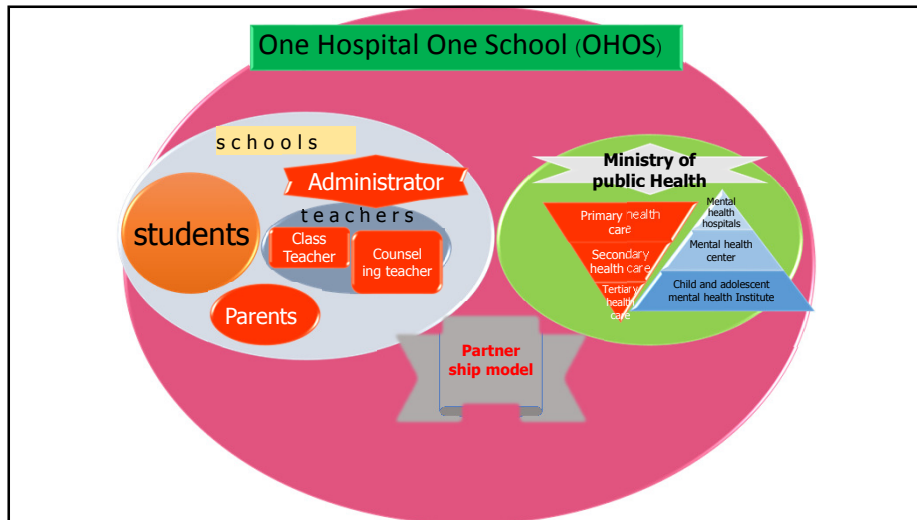 One Hospital One School (OHOS)
schools
Administrator
teachers
students
Class
Teacher
Counsel
ing teacher
Parents
Ministry of
public Health
Primary health
care
Secondary
health care
Tertiary
health
care
Mental
health
hospitals
Mental health
center
Child and adolescent
mental health Institute
Partner
ship model